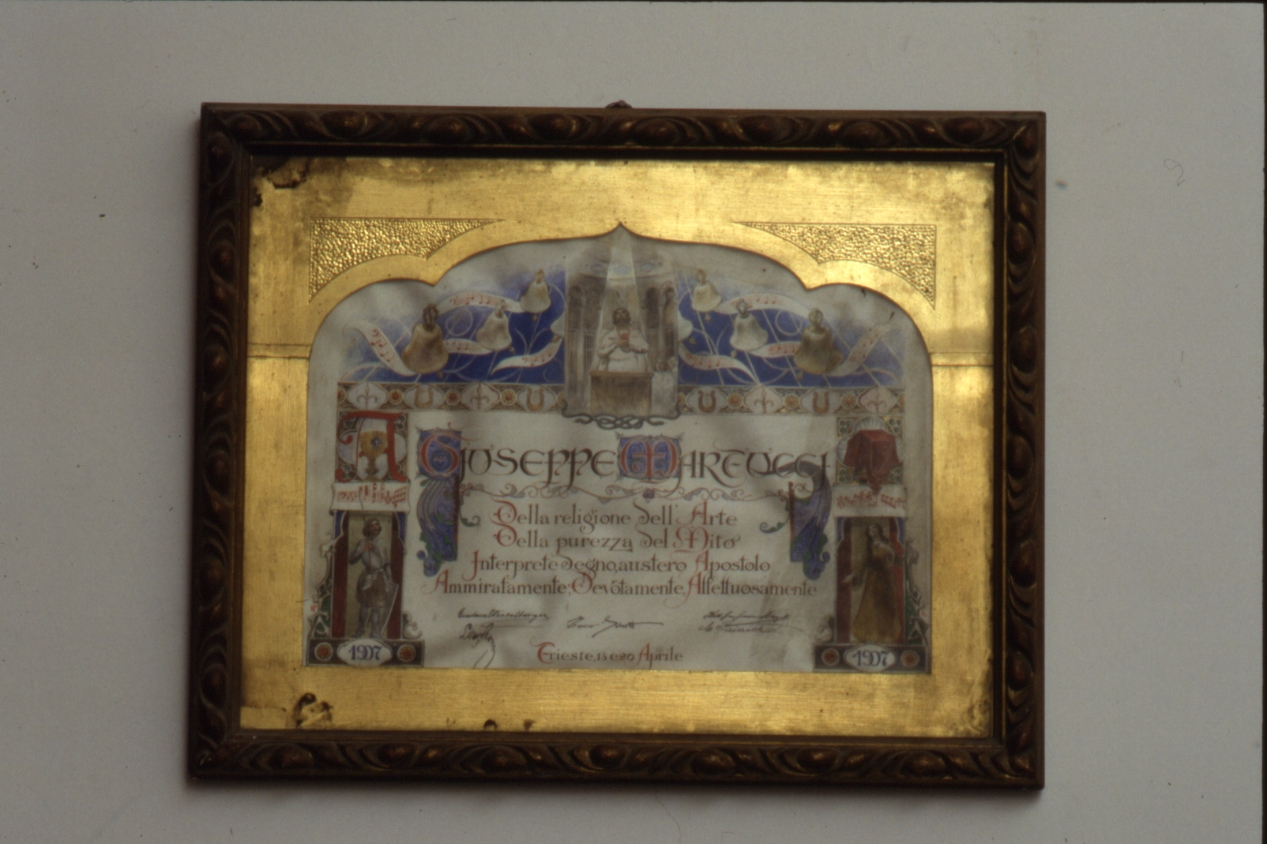 GIUSEPPE MARTUCCI
Della religione dell' Arte
Della purezza del Mito
Interprete degno, austero Apostolo
Ammiratamente, Devotamente, Affettuosamente
1907
1907
Trieste, 15 e 20 Aprile